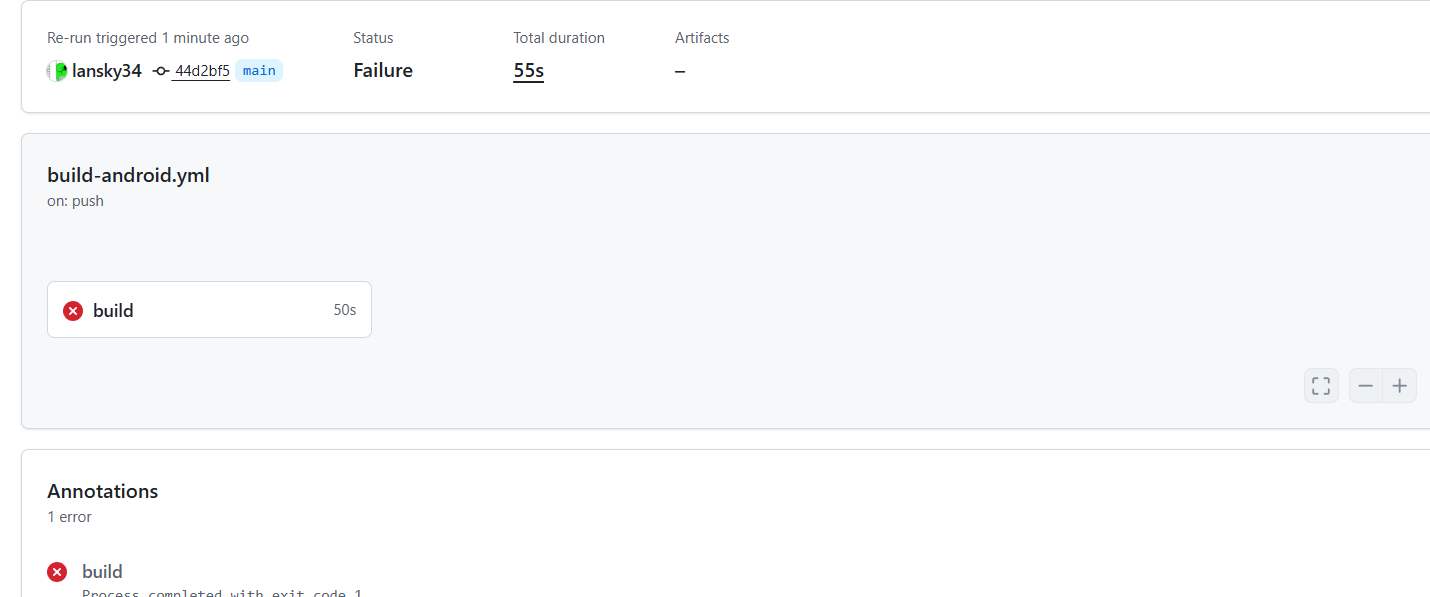 Re-run triggered 1 minute ago Status Total duration Artifacts
lansky34 44d2bf5 main Failure 55s –
build-android.yml
on: push
build 50s
Annotations
1 error
build
Process completed with exit code 1